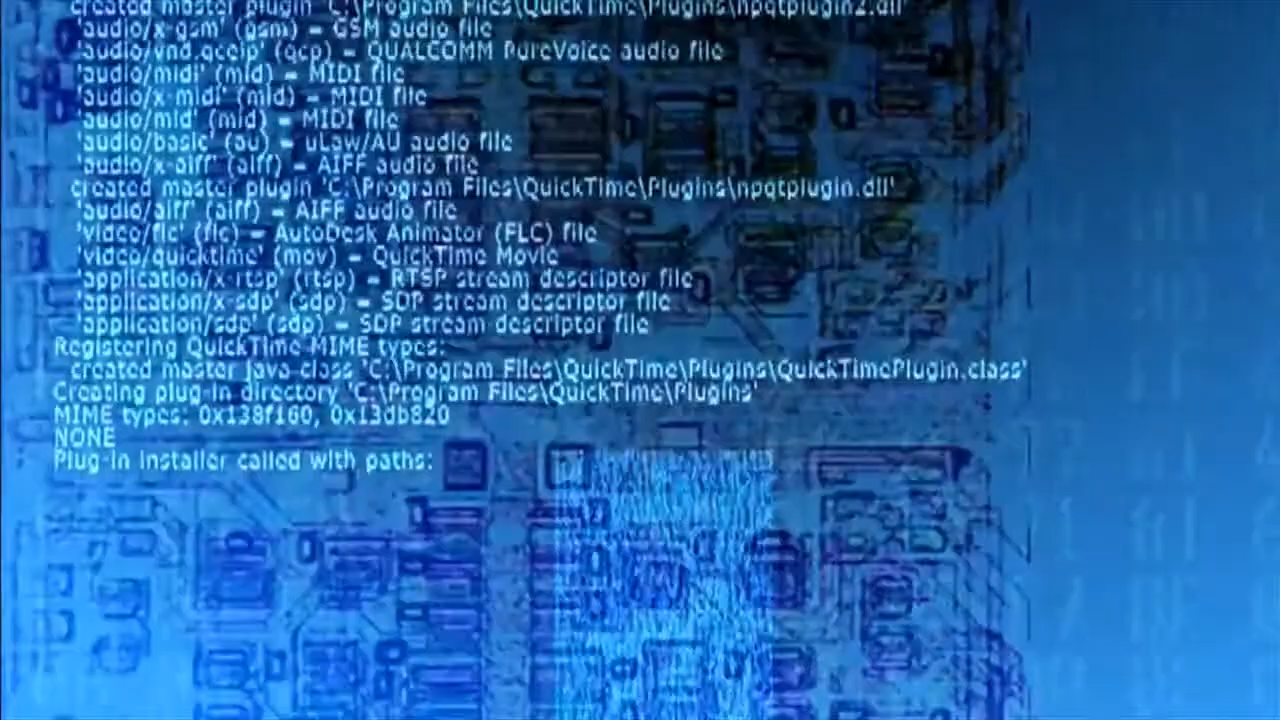 created master plugin 'C:\Program Files\QuickTime\Plugins\npqtplugin2.dll'
'audio/x-gsm' (gsm) = GSM audio file
'audio/vnd.qcelp' (qcp) = QUALCOMM PureVoice audio file
'audio/midi' (mid) = MIDI file
'audio/x-midi' (mid) = MIDI file
'audio/mid' (mid) = MIDI file
'audio/basic' (au) = uLaw/AU audio file
'audio/x-aiff' (aiff) = AIFF audio file
created master plugin 'C:\Program Files\QuickTime\Plugins\npqtplugin.dll'
'audio/aiff' (aiff) = AIFF audio file
'video/flc' (flc) = AutoDesk Animator (FLC) file
'video/quicktime' (mov) = QuickTime Movie
'application/x-rtsp' (rtsp) = RTSP stream descriptor file
'application/x-sdp' (sdp) = SDP stream descriptor file
'application/sdp' (sdp) = SDP stream descriptor file
Registering QuickTime MIME types:
created master java class 'C:\Program Files\QuickTime\Plugins\QuickTimePlugin.class'
Creating plug-in directory 'C:\Program Files\QuickTime\Plugins'
MIME types: 0x138f160, 0x13db820
NONE
Plug-in installer called with paths: